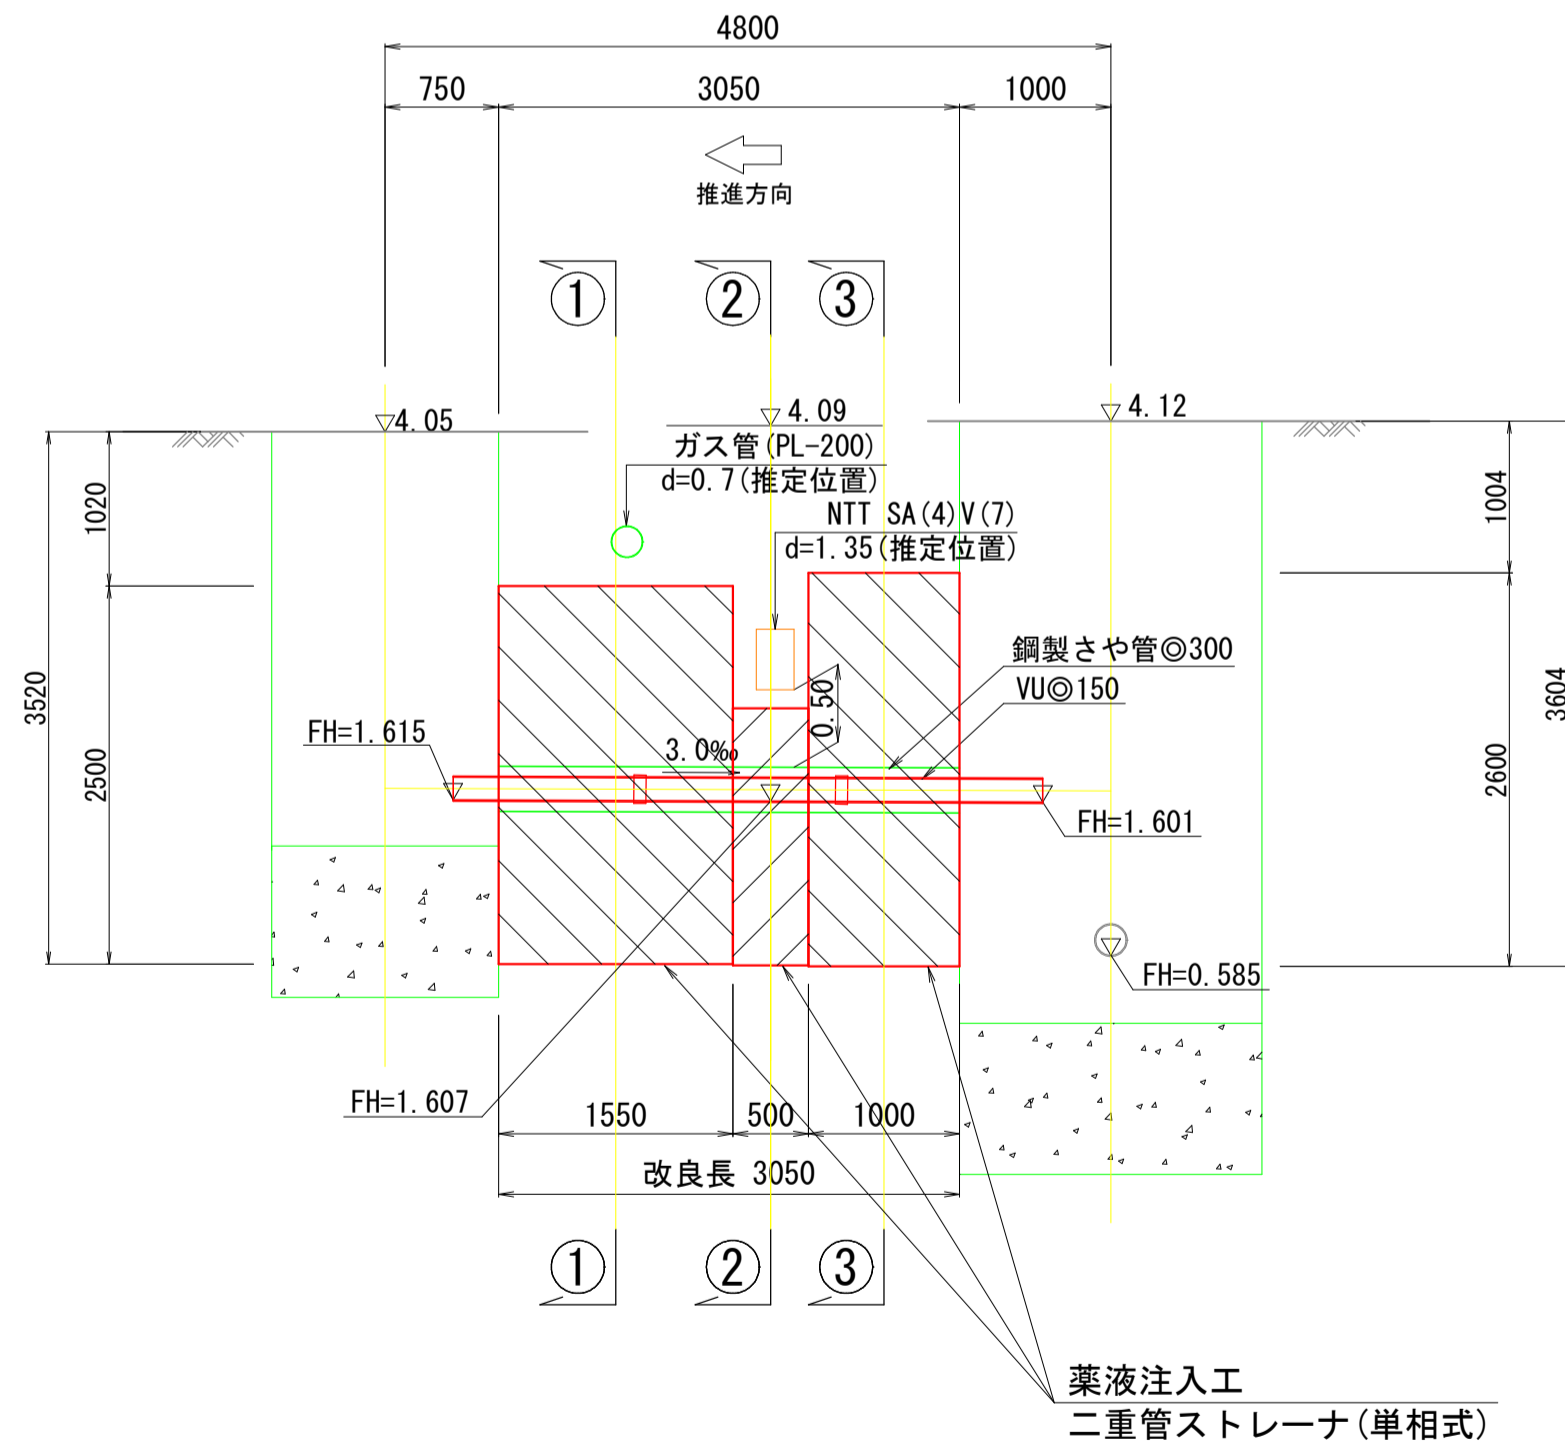 4800
750
3050
1000
推進方向
①
②
③
4.05
4.09
4.12
ガス管(PL-200)
d=0.7(推定位置)
NTT SA(4)V(7)
d=1.35(推定位置)
1020
1004
3520
2500
3604
2600
鋼製さや管◎300
VU◎150
0.50
3.0‰
FH=1.615
FH=1.601
FH=0.585
FH=1.607
1550
500
1000
改良長 3050
①
②
③
薬液注入工
二重管ストレーナ(単相式)